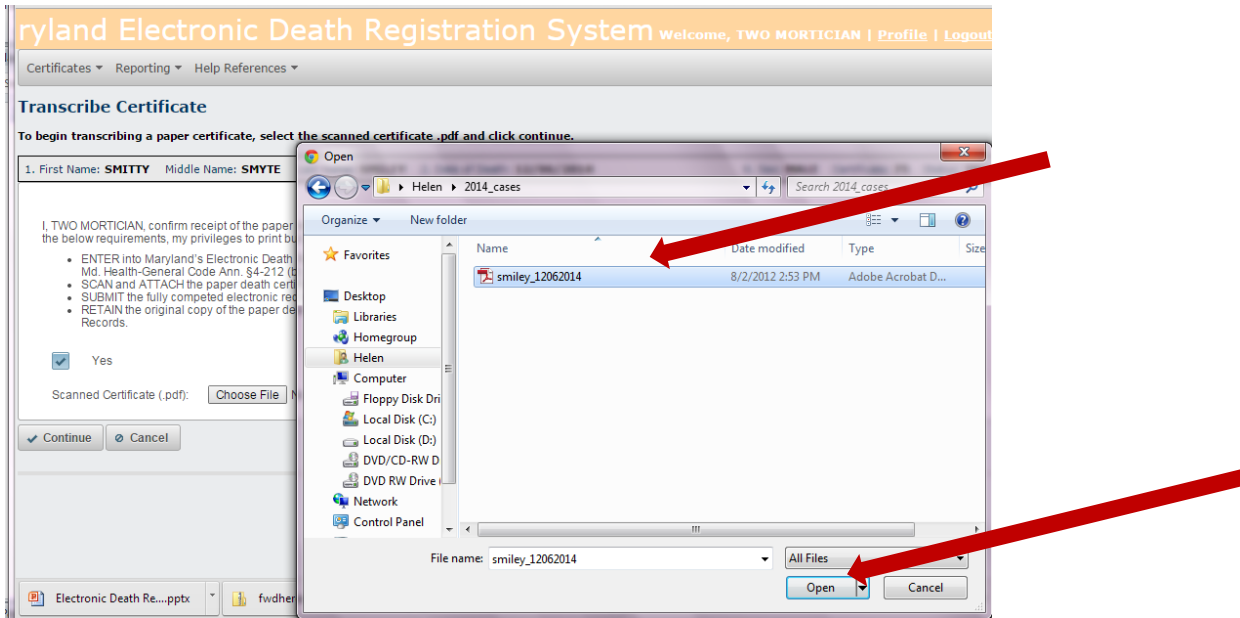 ryland Electronic Death Registration System Welcome, TWO MORTICIAN | Profile | Logout
Certificates Reporting Help References
Transcribe Certificate
To begin transcribing a paper certificate, select the scanned certificate .pdf and click continue.
1. First Name: SMITTY Middle Name: SMYTE
I, TWO MORTICIAN, confirm receipt of the paper
the below requirements, my privileges to print bu
ENTER into Maryland's Electronic Death
Md. Health-General Code Ann. §4-212 (b
SCAN and ATTACH the paper death certi
SUBMIT the fully competed electronic rec
RETAIN the original copy of the paper de
Records.
Yes
Scanned Certificate (.pdf): Choose File N
Continue Cancel
Open
Helen 2014_cases
Search 2014_cases
Organize New folder
Name Date modified Type Size
smiley_12062014 8/2/2012 2:53 PM Adobe Acrobat D...
Favorites
Desktop
Libraries
Homegroup
Helen
Computer
Floppy Disk Dri
Local Disk (C:)
Local Disk (D:)
DVD/CD-RW D
DVD RW Drive (
Network
Control Panel
File name: smiley_12062014 All Files
Open Cancel
Electronic Death Re....pptx fwdher